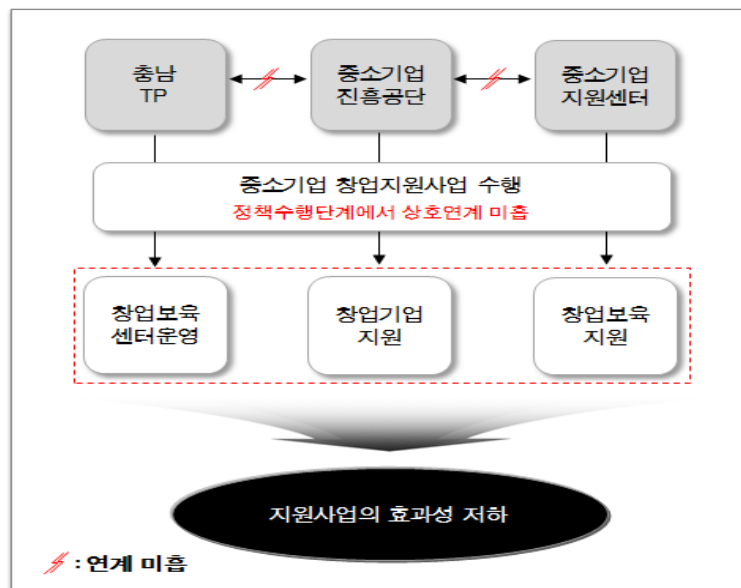 충남
TP
중소기업
진흥공단
중소기업
지원센터
중소기업 창업지원사업 수행
정책수행단계에서 상호연계 미흡
창업보육
센터운영
창업기업
지원
창업보육
지원
지원사업의 효과성 저하
: 연계 미흡